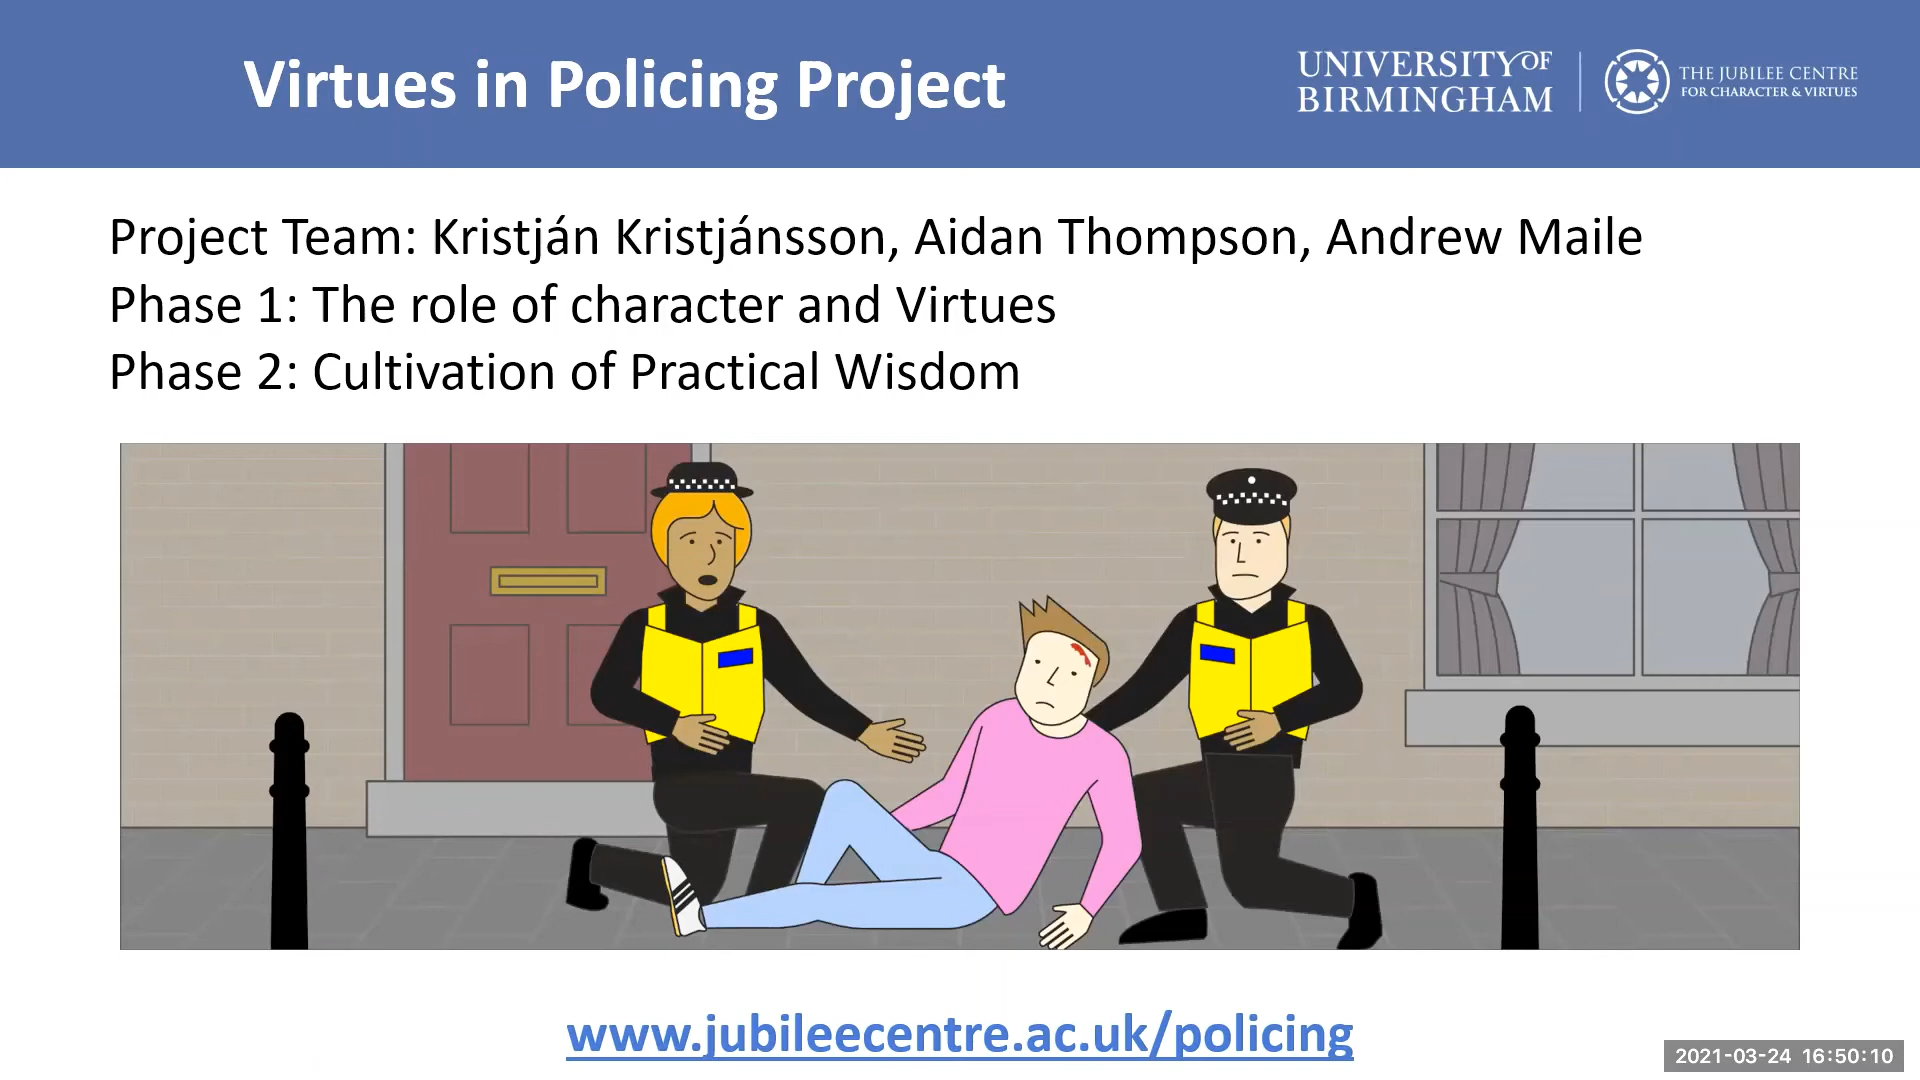 Virtues in Policing Project
UNIVERSITY OF
BIRMINGHAM
THE JUBILEE CENTRE
FOR CHARACTER & VIRTUES
Project Team: Kristján Kristjánsson, Aidan Thompson, Andrew Maile
Phase 1: The role of character and Virtues
Phase 2: Cultivation of Practical Wisdom
www.jubileecentre.ac.uk/policing
2021-03-24 16:50:10